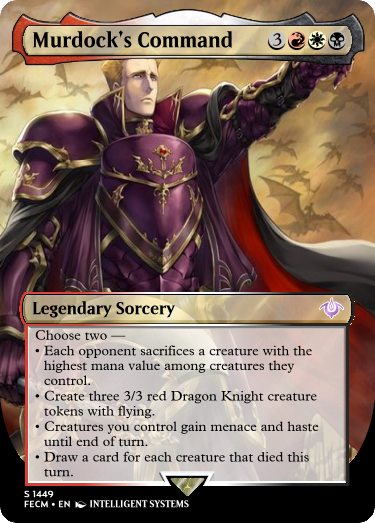 Murdock's Command 3
Legendary Sorcery
Choose two —
• Each opponent sacrifices a creature with the
highest mana value among creatures they
control.
• Create three 3/3 red Dragon Knight creature
tokens with flying.
• Creatures you control gain menace and haste
until end of turn.
• Draw a card for each creature that died this
turn.
S 1449
FECM • EN INTELLIGENT SYSTEMS